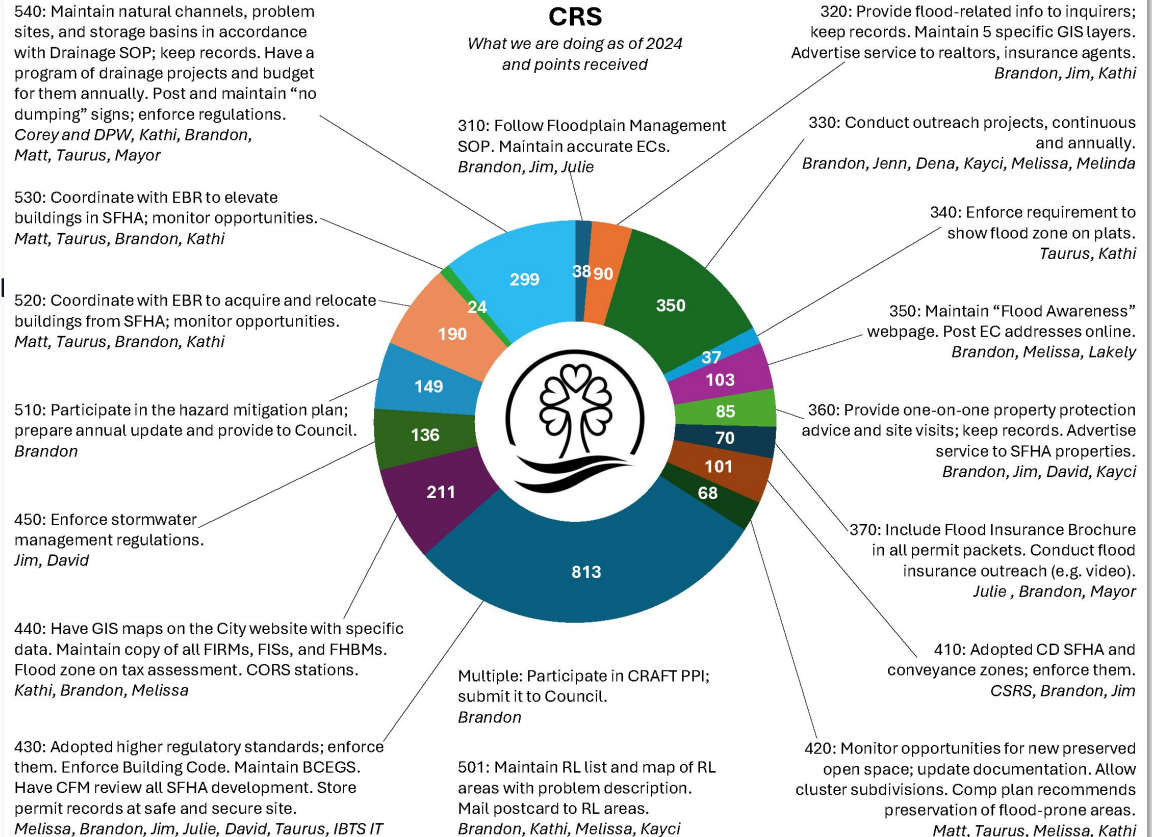 CRS
What we are doing as of 2024
and points received
540: Maintain natural channels, problem
sites, and storage basins in accordance
with Drainage SOP; keep records. Have a
program of drainage projects and budget
for them annually. Post and maintain “no
dumping” signs; enforce regulations.
Corey and DPW, Kathi, Brandon,
Matt, Taurus, Mayor
530: Coordinate with EBR to elevate
buildings in SFHA; monitor opportunities.
Matt, Taurus, Brandon, Kathi
520: Coordinate with EBR to acquire and relocate
buildings from SFHA; monitor opportunities.
Matt, Taurus, Brandon, Kathi
510: Participate in the hazard mitigation plan;
prepare annual update and provide to Council.
Brandon
450: Enforce stormwater
management regulations.
Jim, David
440: Have GIS maps on the City website with specific
data. Maintain copy of all FIRMs, FISs, and FHBMs.
Flood zone on tax assessment. CORS stations.
Kathi, Brandon, Melissa
430: Adopted higher regulatory standards; enforce
them. Enforce Building Code. Maintain BCEGS.
Have CFM review all SFHA development. Store
permit records at safe and secure site.
Melissa, Brandon, Jim, Julie, David, Taurus, IBTS IT
310: Follow Floodplain Management
SOP. Maintain accurate ECs.
Brandon, Jim, Julie
38
90
350
37
103
85
70
101
68
813
211
136
149
190
24
299
Multiple: Participate in CRAFT PPI;
submit it to Council.
Brandon
501: Maintain RL list and map of RL
areas with problem description.
Mail postcard to RL areas.
Brandon, Kathi, Melissa, Kayci
320: Provide flood-related info to inquirers;
keep records. Maintain 5 specific GIS layers.
Advertise service to realtors, insurance agents.
Brandon, Jim, Kathi
330: Conduct outreach projects, continuous
and annually.
Brandon, Jenn, Dena, Kayci, Melissa, Melinda
340: Enforce requirement to
show flood zone on plats.
Taurus, Kathi
350: Maintain “Flood Awareness”
webpage. Post EC addresses online.
Brandon, Melissa, Lakely
360: Provide one-on-one property protection
advice and site visits; keep records. Advertise
service to SFHA properties.
Brandon, Jim, David, Kayci
370: Include Flood Insurance Brochure
in all permit packets. Conduct flood
insurance outreach (e.g. video).
Julie , Brandon, Mayor
410: Adopted CD SFHA and
conveyance zones; enforce them.
CSRS, Brandon, Jim
420: Monitor opportunities for new preserved
open space; update documentation. Allow
cluster subdivisions. Comp plan recommends
preservation of flood-prone areas.
Matt, Taurus, Melissa, Kathi